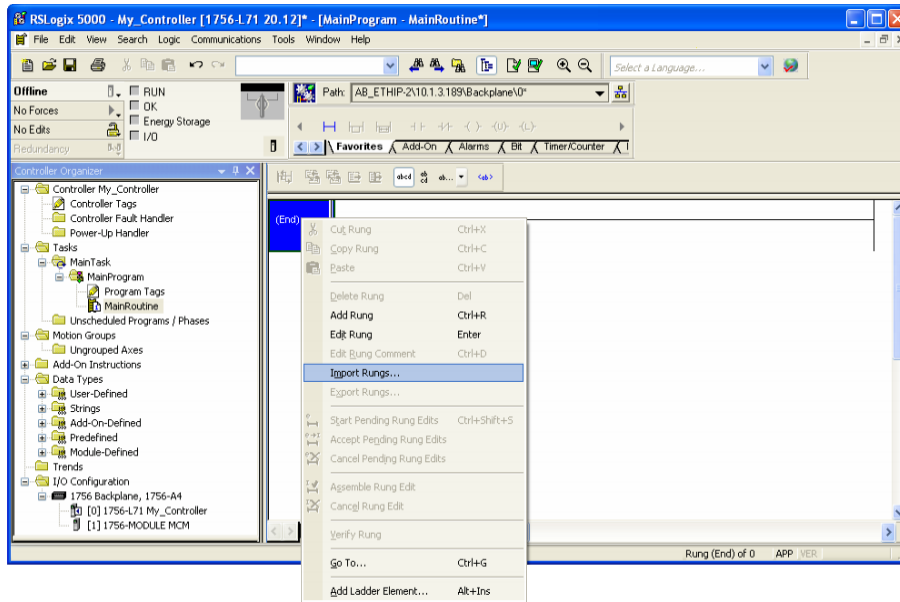 RSLogix 5000 - My_Controller [1756-L71 20.12]* - [MainProgram - MainRoutine*]
File Edit View Search Logic Communications Tools Window Help
Select a Language...
Offline
RUN
Path: AB_ETHIP-2\10.1.3.189\Backplane\0*
No Forces
OK
No Edits
Energy Storage
Redundancy
I/O
Favorites Add-On Alarms Bit Timer/Counter
Controller Organizer
Controller My_Controller
Controller Tags
Controller Fault Handler
Power-Up Handler
Tasks
MainTask
MainProgram
Program Tags
MainRoutine
Unscheduled Programs / Phases
Motion Groups
Ungrouped Axes
Add-On Instructions
Data Types
User-Defined
Strings
Add-On-Defined
Predefined
Module-Defined
Trends
I/O Configuration
1756 Backplane, 1756-A4
[0] 1756-L71 My_Controller
[1] 1756-MODULE MCM
(End)
Cut Rung Ctrl+X
Copy Rung Ctrl+C
Paste Ctrl+V
Delete Rung Del
Add Rung Ctrl+R
Edit Rung Enter
Edit Rung Comment Ctrl+D
Import Rungs...
Export Rungs...
Start Pending Rung Edits Ctrl+Shift+S
Accept Pending Rung Edits
Cancel Pending Rung Edits
Assemble Rung Edit
Cancel Rung Edit
Verify Rung
Go To... Ctrl+G
Add Ladder Element... Alt+Ins
Rung (End) of 0 APP VER